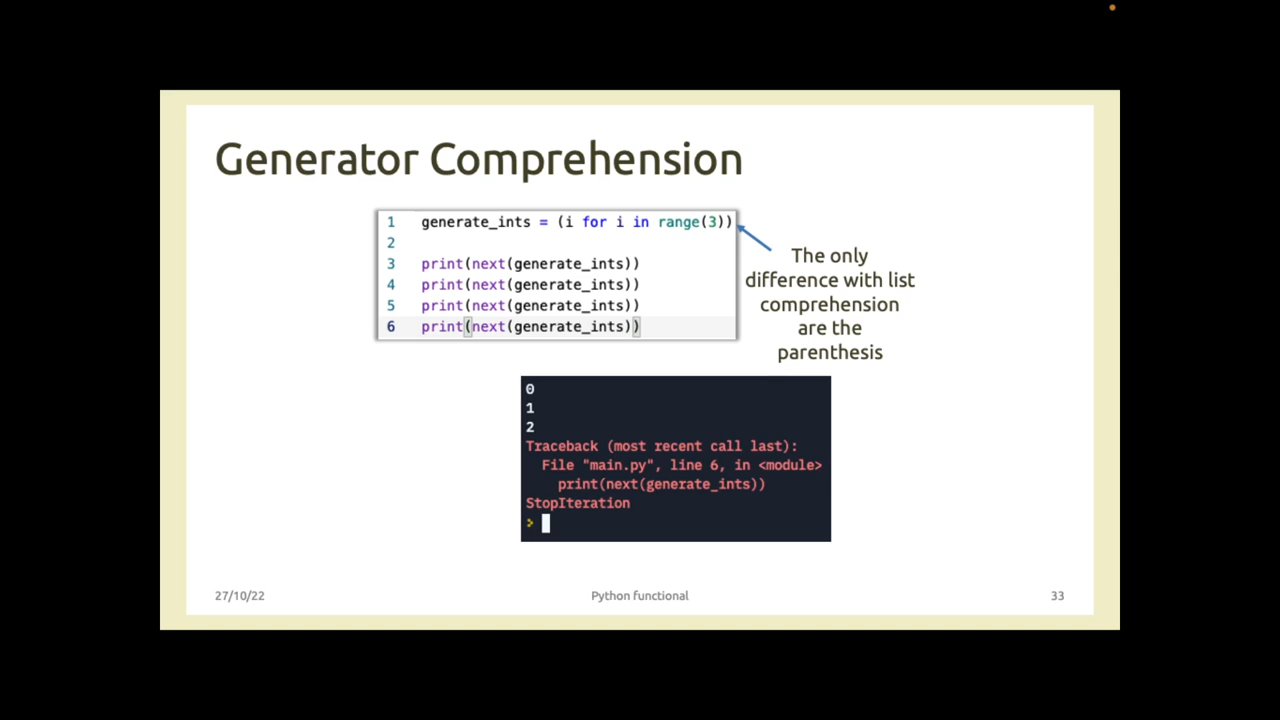 Generator Comprehension
1 generate_ints = (i for i in range(3))
2
3 print(next(generate_ints))
4 print(next(generate_ints))
5 print(next(generate_ints))
6 print(next(generate_ints))
The only
difference with list
comprehension
are the
parenthesis
0
1
2
Traceback (most recent call last):
File "main.py", line 6, in <module>
print(next(generate_ints))
StopIteration
>
27/10/22
Python functional
33